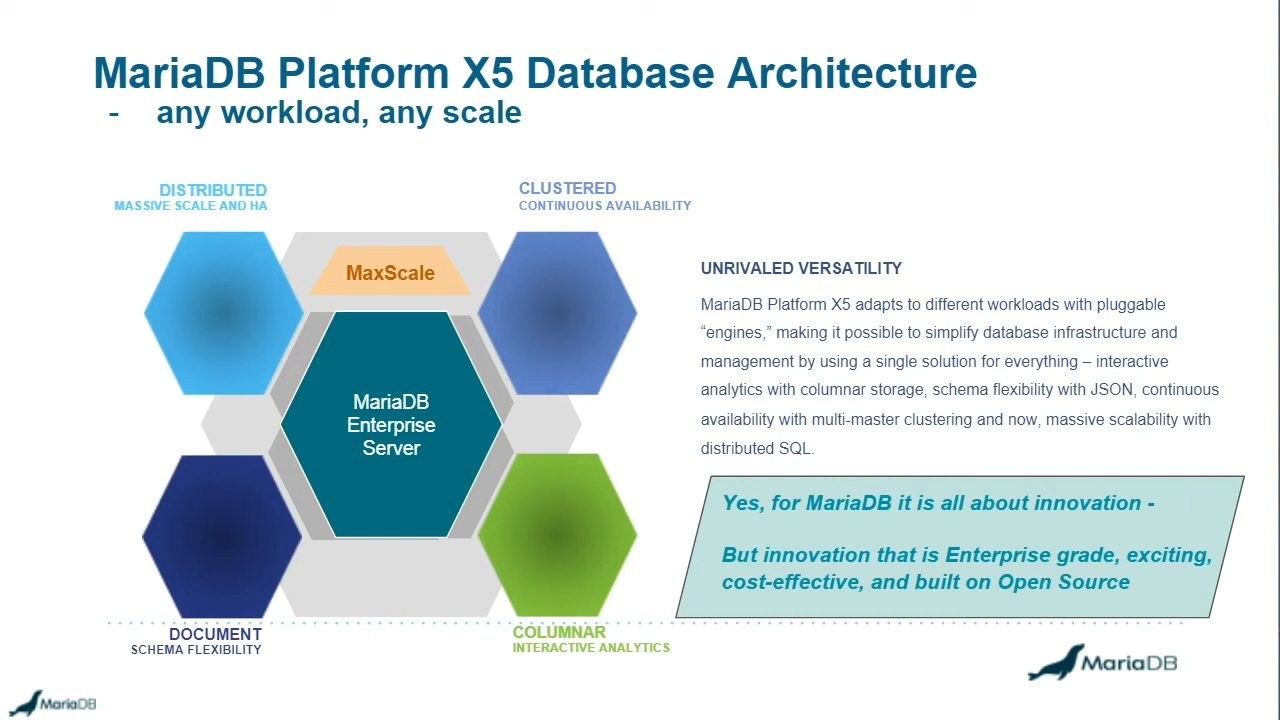 MariaDB Platform X5 Database Architecture
- any workload, any scale
DISTRIBUTED
MASSIVE SCALE AND HA
CLUSTERED
CONTINUOUS AVAILABILITY
MaxScale
MariaDB
Enterprise
Server
DOCUMENT
SCHEMA FLEXIBILITY
COLUMNAR
INTERACTIVE ANALYTICS
UNRIVALED VERSATILITY
MariaDB Platform X5 adapts to different workloads with pluggable
“engines,” making it possible to simplify database infrastructure and
management by using a single solution for everything – interactive
analytics with columnar storage, schema flexibility with JSON, continuous
availability with multi-master clustering and now, massive scalability with
distributed SQL.
Yes, for MariaDB it is all about innovation -
But innovation that is Enterprise grade, exciting,
cost-effective, and built on Open Source
MariaDB
MariaDB